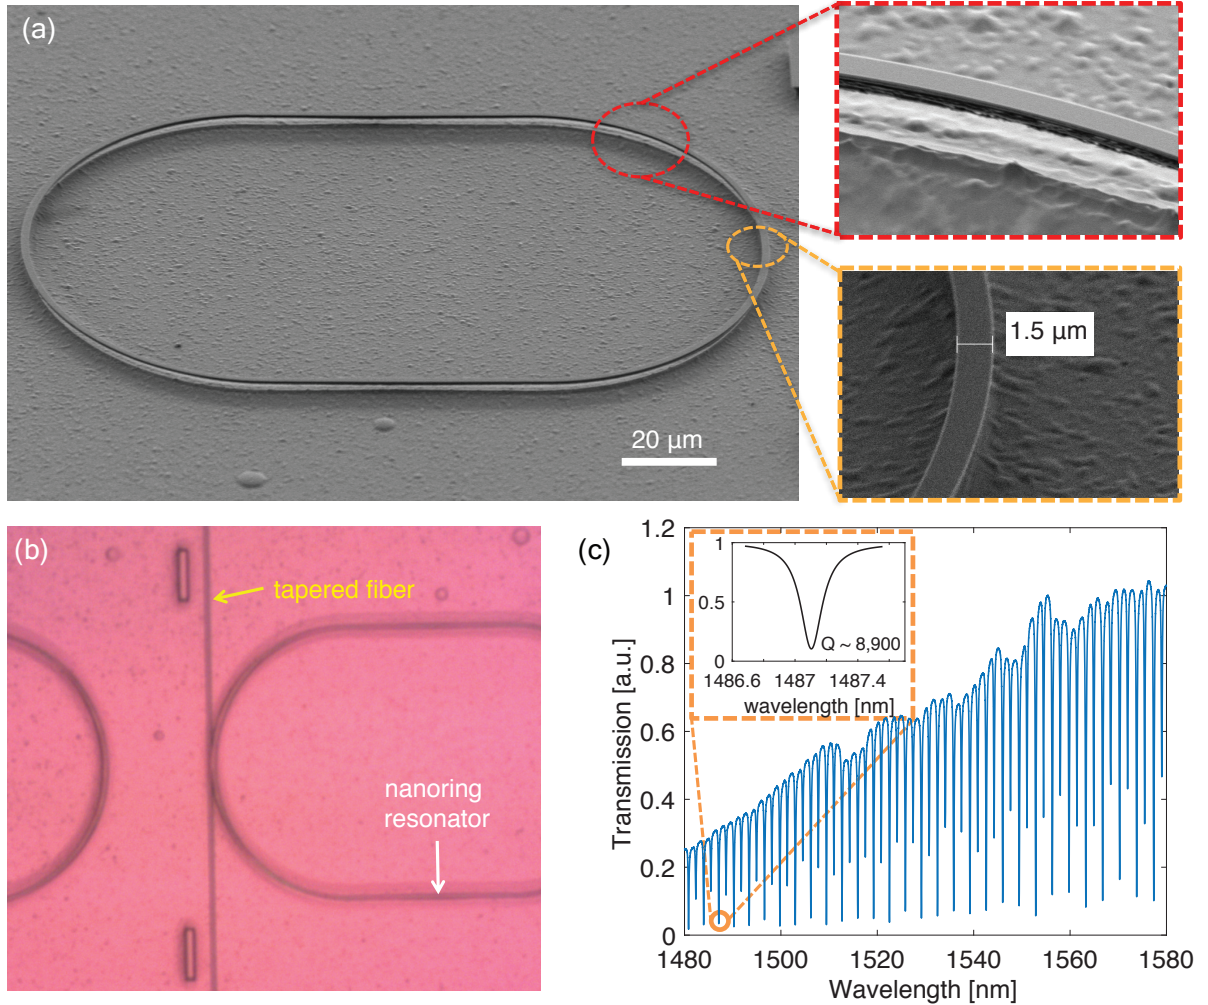 (a)
20 μm
1.5 μm
(b)
tapered fiber
nanoring
resonator
(c)
1.2
1
0.8
0.6
0.4
0.2
0
1480
1500
1520
1540
1560
1580
Transmission [a.u.]
Wavelength [nm]
1
0.5
0
Q ~ 8,900
1486.6
1487
1487.4
wavelength [nm]